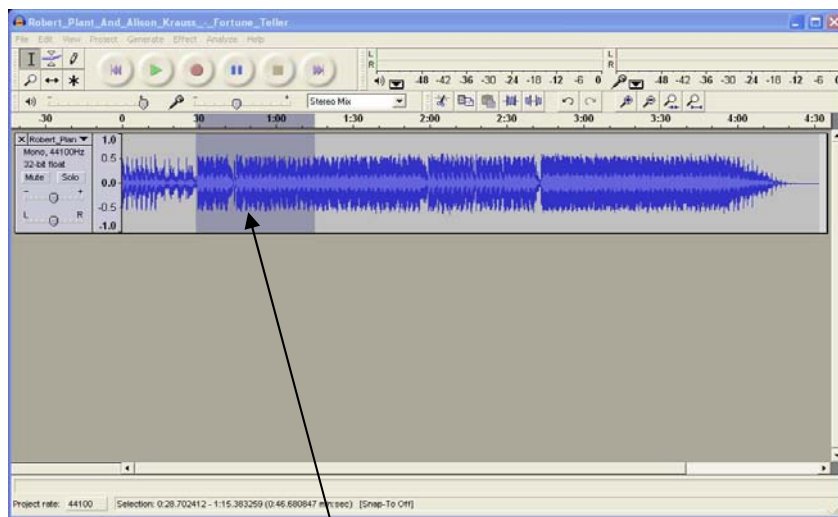 Robert_Plant_And_Alison_Krauss_-_Fortune_Teller
File Edit View Project Generate Effect Analyze Help
L
R
-48 -42 -36 -30 -24 -18 -12 -6 0
L
R
-48 -42 -36 -30 -24 -18 -12 -6 0
Stereo Mix
-30 0 30 1:00 1:30 2:00 2:30 3:00 3:30 4:00 4:30
Robert_Plan
Mono, 44100Hz
32-bit float
Mute Solo
- +
L R
1.0
0.5
0.0
-0.5
-1.0
Project rate: 44100 Selection: 0:28.702412 - 1:15.383259 (0:46.680847 min:sec) [Snap-To Off]